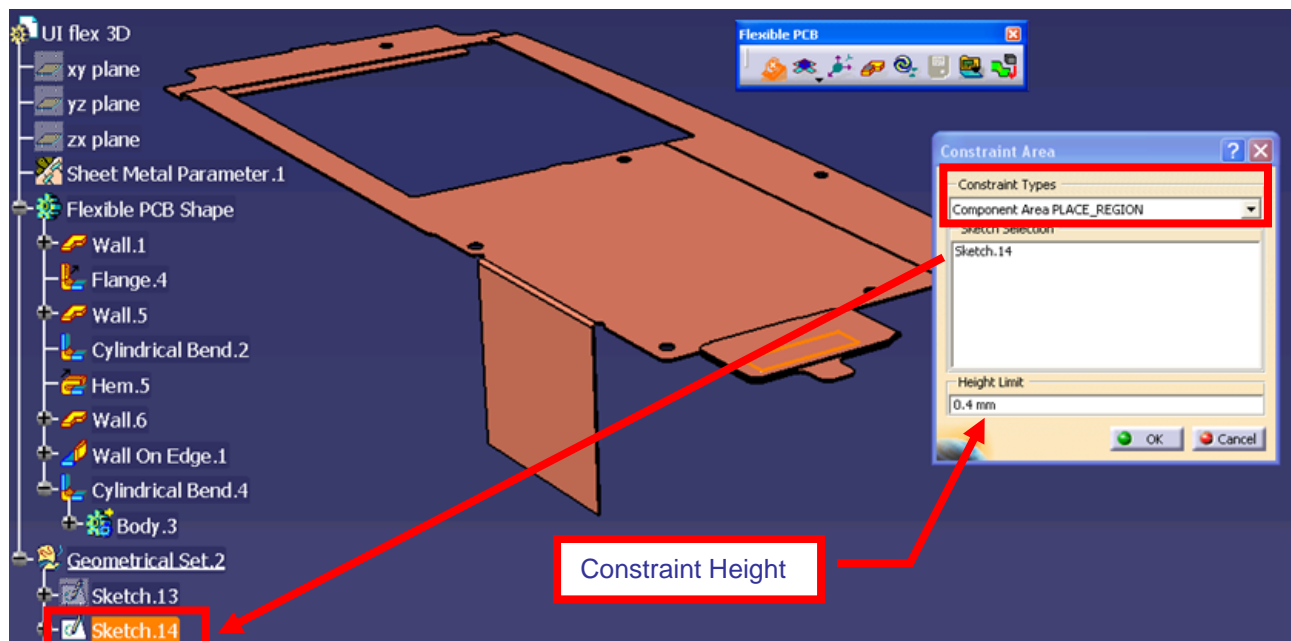 UI flex 3D
xy plane
yz plane
zx plane
Sheet Metal Parameter.1
Flexible PCB Shape
Wall.1
Flange.4
Wall.5
Cylindrical Bend.2
Hem.5
Wall.6
Wall On Edge.1
Cylindrical Bend.4
Body.3
Geometrical Set.2
Sketch.13
Sketch.14
Flexible PCB
Constraint Area
Constraint Types
Component Area PLACE_REGION
Sketch Selection
Sketch.14
Height Limit
0.4 mm
OK Cancel
Constraint Height